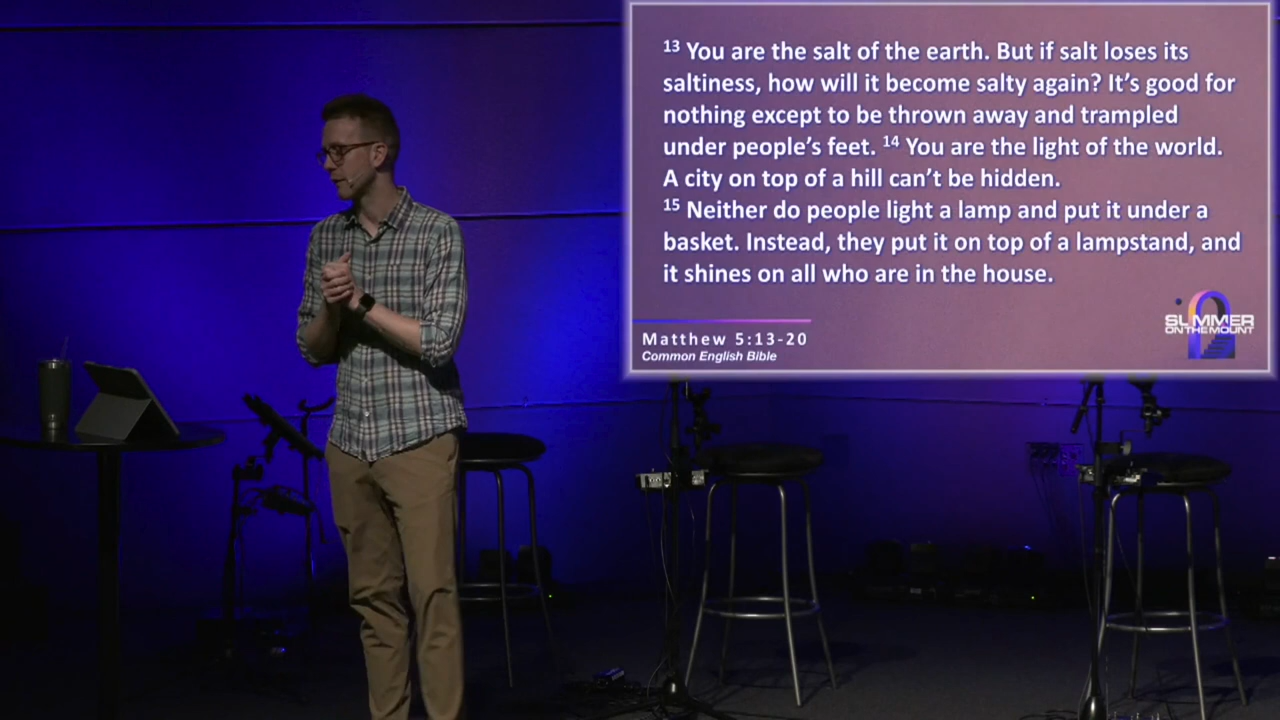 13 You are the salt of the earth. But if salt loses its
saltiness, how will it become salty again? It's good for
nothing except to be thrown away and trampled
under people's feet. 14 You are the light of the world.
A city on top of a hill can't be hidden.
15 Neither do people light a lamp and put it under a
basket. Instead, they put it on top of a lampstand, and
it shines on all who are in the house.
Matthew 5:13-20
Common English Bible
SUMMER
ON THE MOUNT